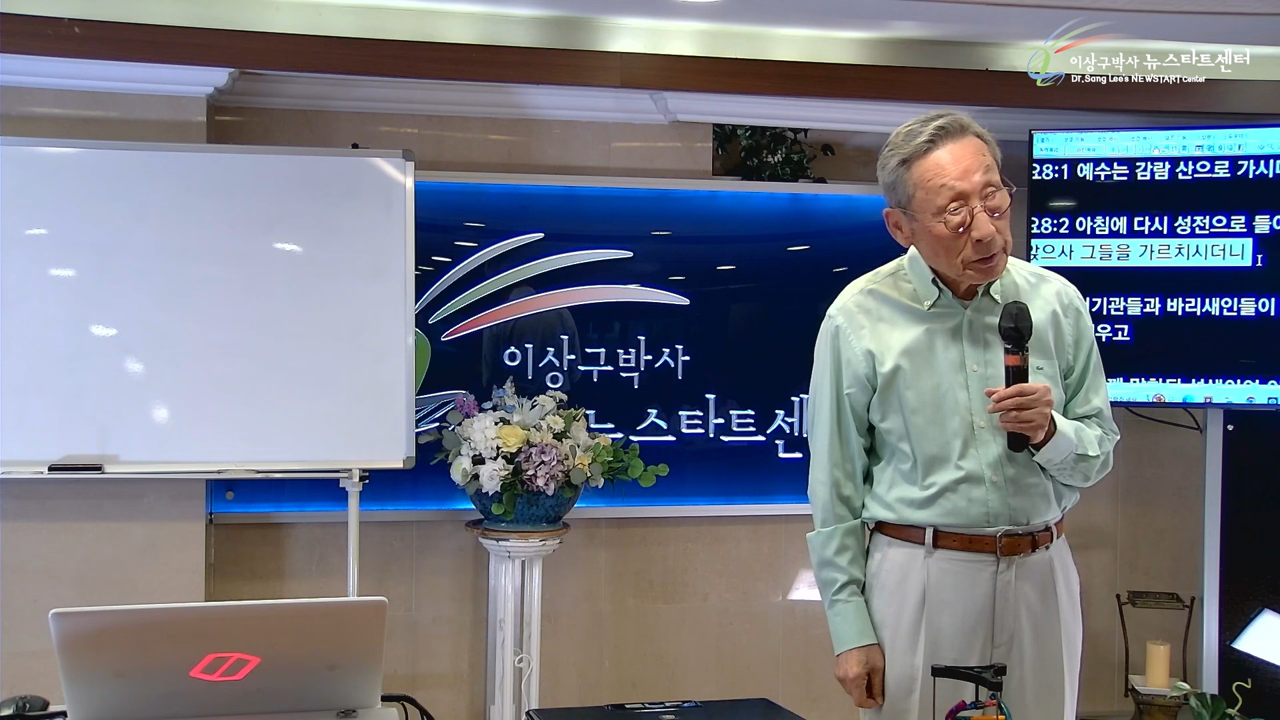 이상구박사 뉴스타트센터
Dr.Sang Lee's NEWSTART Center
28:1 예수는 감람 산으로 가시더
28:2 아침에 다시 성전으로 들어
앉으사 그들을 가르치시더니
기관들과 바리새인들이
우고
이상구박사
뉴스타트센